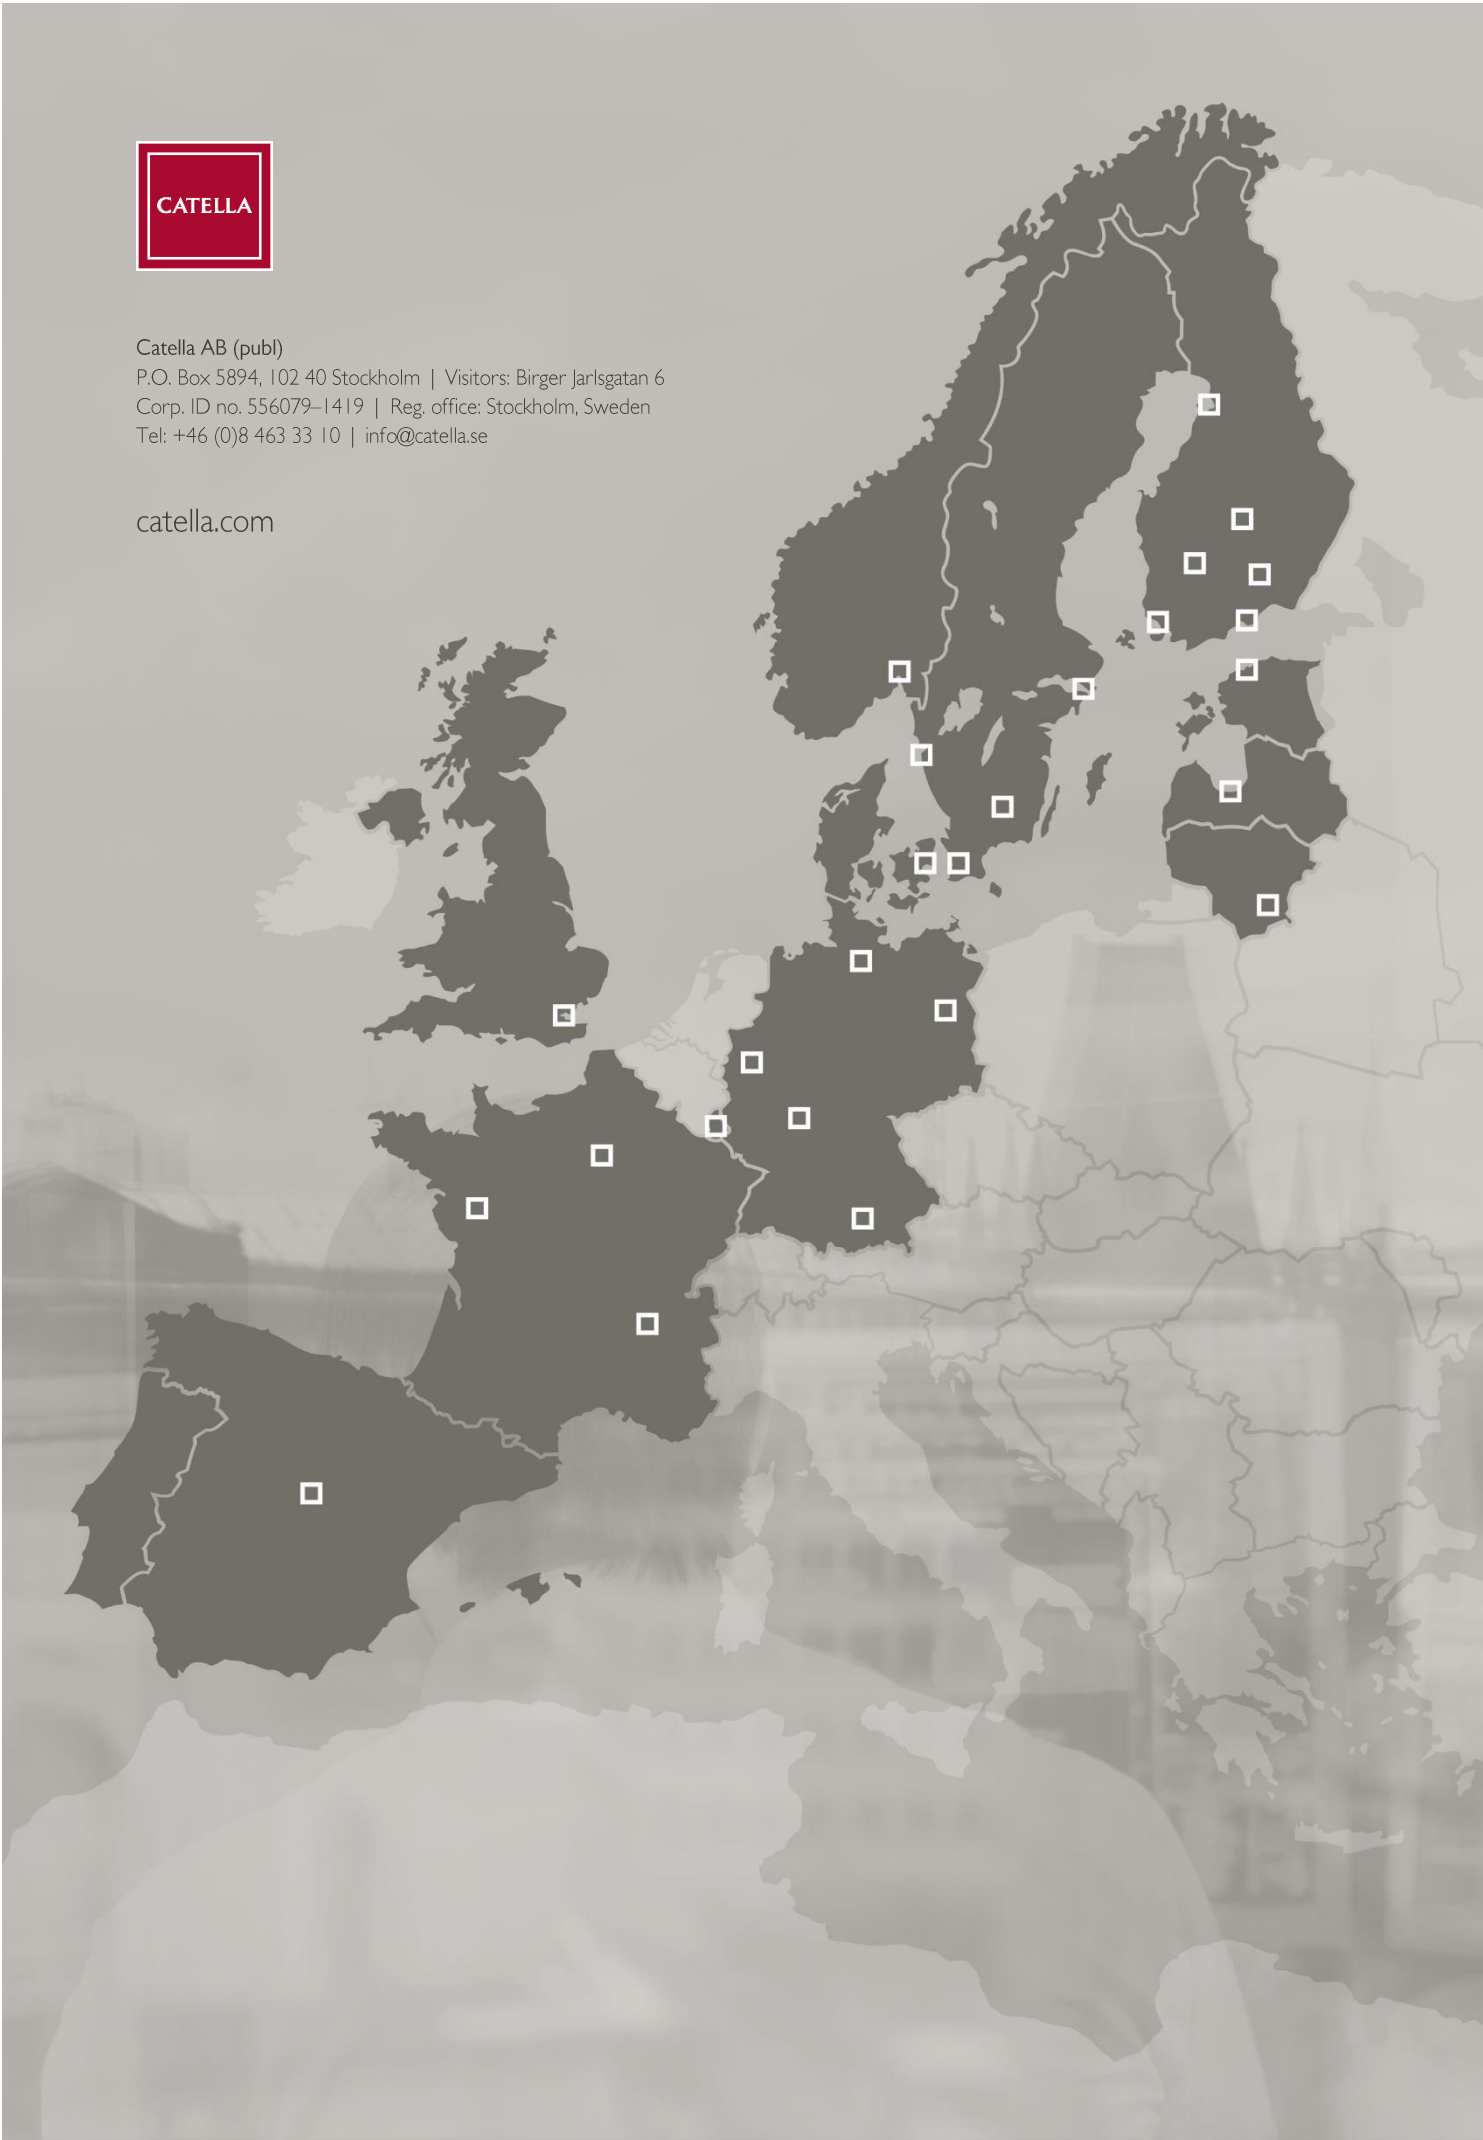 CATELLA
Catella AB (publ)
P.O. Box 5894, 102 40 Stockholm | Visitors: Birger Jarlsgatan 6
Corp. ID no. 556079–1419 | Reg. office: Stockholm, Sweden
Tel: +46 (0)8 463 33 10 | info@catella.se
catella.com